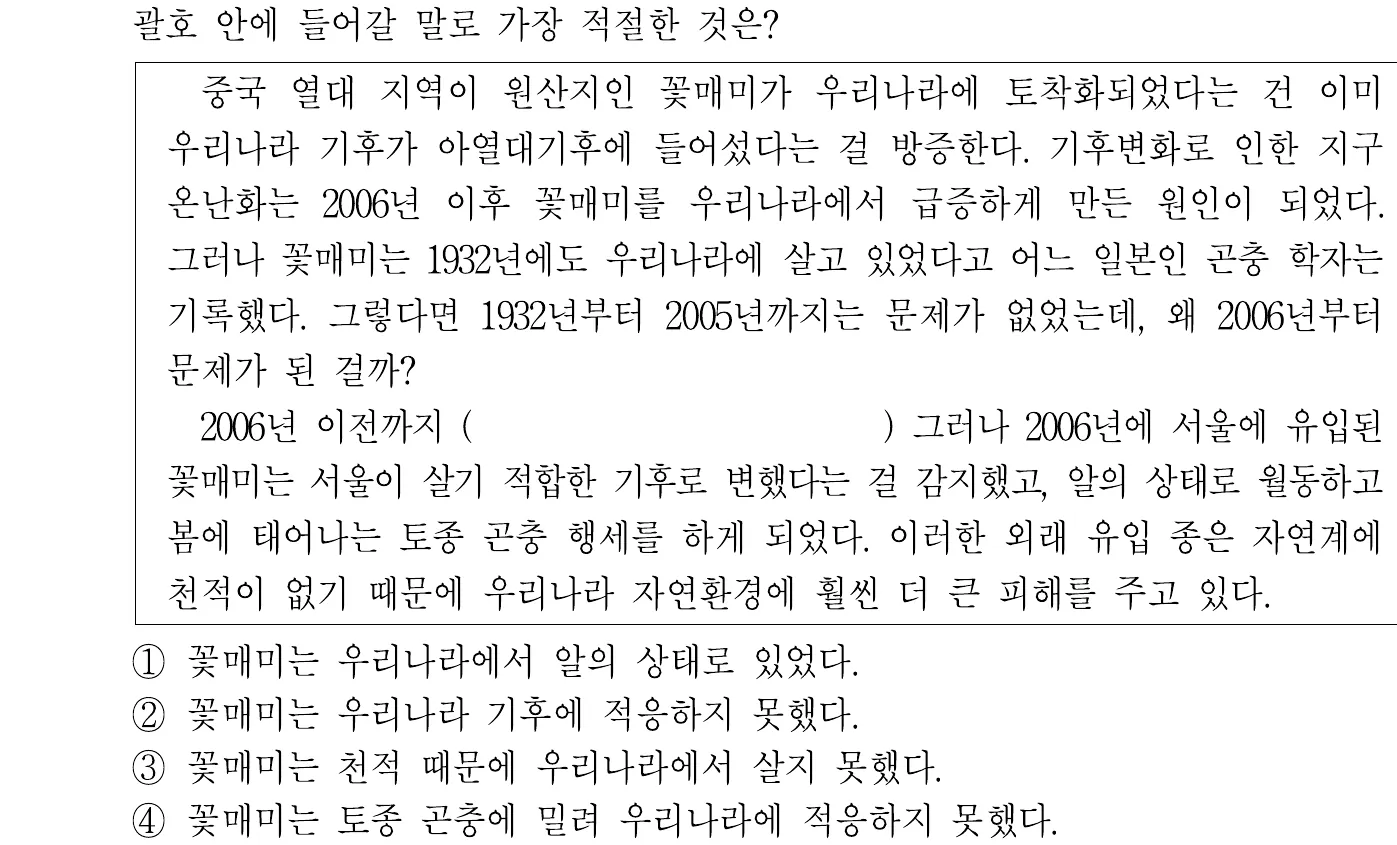 괄호 안에 들어갈 말로 가장 적절한 것은?
중국 열대 지역이 원산지인 꽃매미가 우리나라에 토착화되었다는 건 이미
우리나라 기후가 아열대기후에 들어섰다는 걸 방증한다. 기후변화로 인한 지구
온난화는 2006년 이후 꽃매미를 우리나라에서 급증하게 만든 원인이 되었다.
그러나 꽃매미는 1932년에도 우리나라에 살고 있었다고 어느 일본인 곤충 학자는
기록했다. 그렇다면 1932년부터 2005년까지는 문제가 없었는데, 왜 2006년부터
문제가 된 걸까?
2006년 이전까지 ( ) 그러나 2006년에 서울에 유입된
꽃매미는 서울이 살기 적합한 기후로 변했다는 걸 감지했고, 알의 상태로 월동하고
봄에 태어나는 토종 곤충 행세를 하게 되었다. 이러한 외래 유입 종은 자연계에
천적이 없기 때문에 우리나라 자연환경에 훨씬 더 큰 피해를 주고 있다.
① 꽃매미는 우리나라에서 알의 상태로 있었다.
② 꽃매미는 우리나라 기후에 적응하지 못했다.
③ 꽃매미는 천적 때문에 우리나라에서 살지 못했다.
④ 꽃매미는 토종 곤충에 밀려 우리나라에 적응하지 못했다.